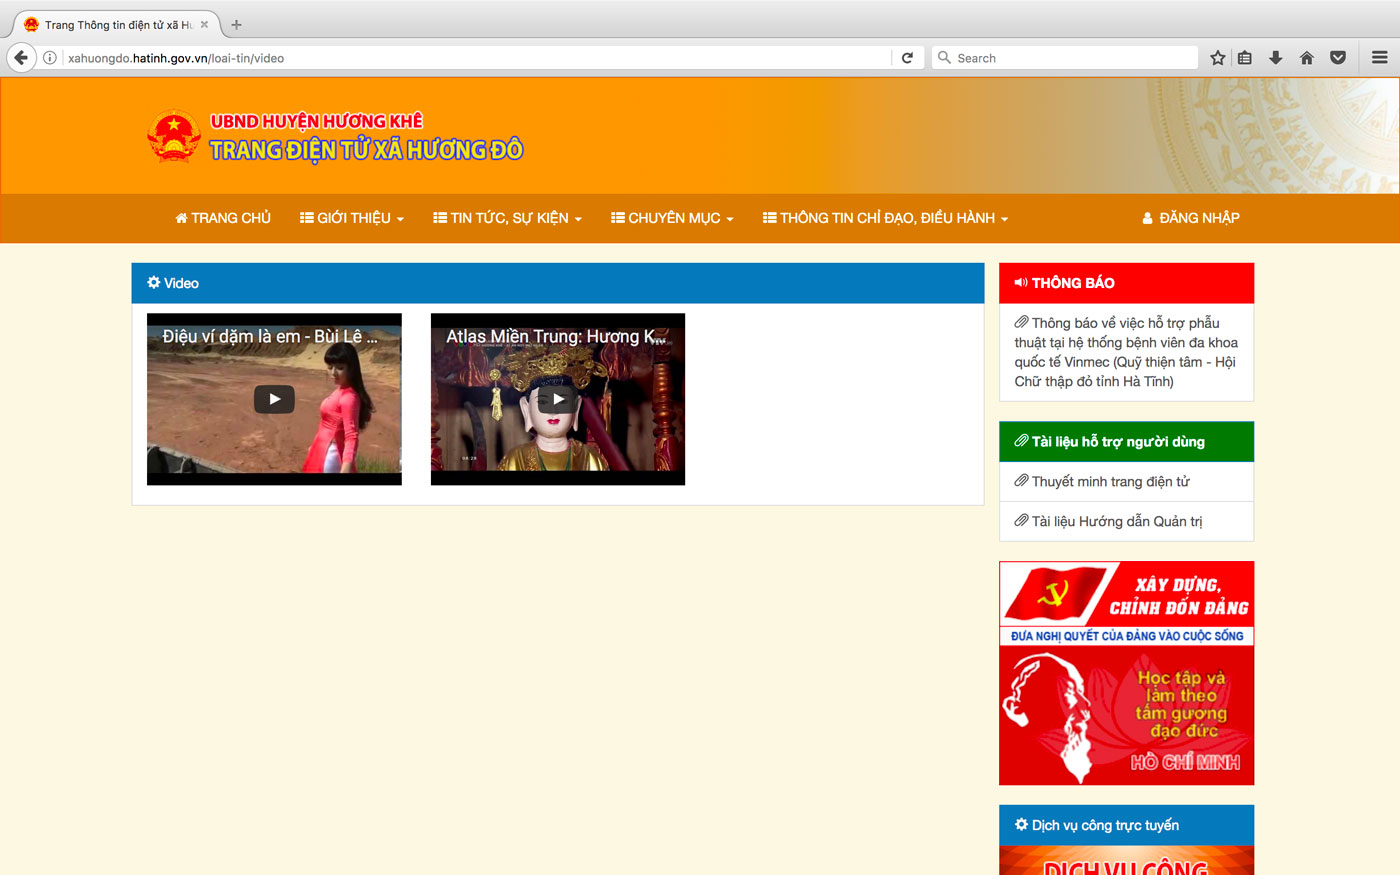 Trang Thông tin điện tử xã Hư
xahuongdo.hatinh.gov.vn/loai-tin/video
Search
UBND HUYỆN HƯƠNG KHÊ
TRANG ĐIỆN TỬ XÃ HƯƠNG ĐÔ
TRANG CHỦ
GIỚI THIỆU
TIN TỨC, SỰ KIỆN
CHUYÊN MỤC
THÔNG TIN CHỈ ĐẠO, ĐIỀU HÀNH
ĐĂNG NHẬP
Video
Điệu ví dặm là em - Bùi Lê ...
Atlas Miền Trung: Hương K...
08 29
THÔNG BÁO
Thông báo về việc hỗ trợ phẫu
thuật tại hệ thống bệnh viên đa khoa
quốc tế Vinmec (Quỹ thiện tâm - Hội
Chữ thập đỏ tỉnh Hà Tĩnh)
Tài liệu hỗ trợ người dùng
Thuyết minh trang điện tử
Tài liệu Hướng dẫn Quản trị
XÂY DỰNG,
CHỈNH ĐỐN ĐẢNG
ĐƯA NGHỊ QUYẾT CỦA ĐẢNG VÀO CUỘC SỐNG
Học tập và
làm theo
tấm gương
đạo đức
HỒ CHÍ MINH
Dịch vụ công trực tuyến
DỊCH VỤ CÔNG